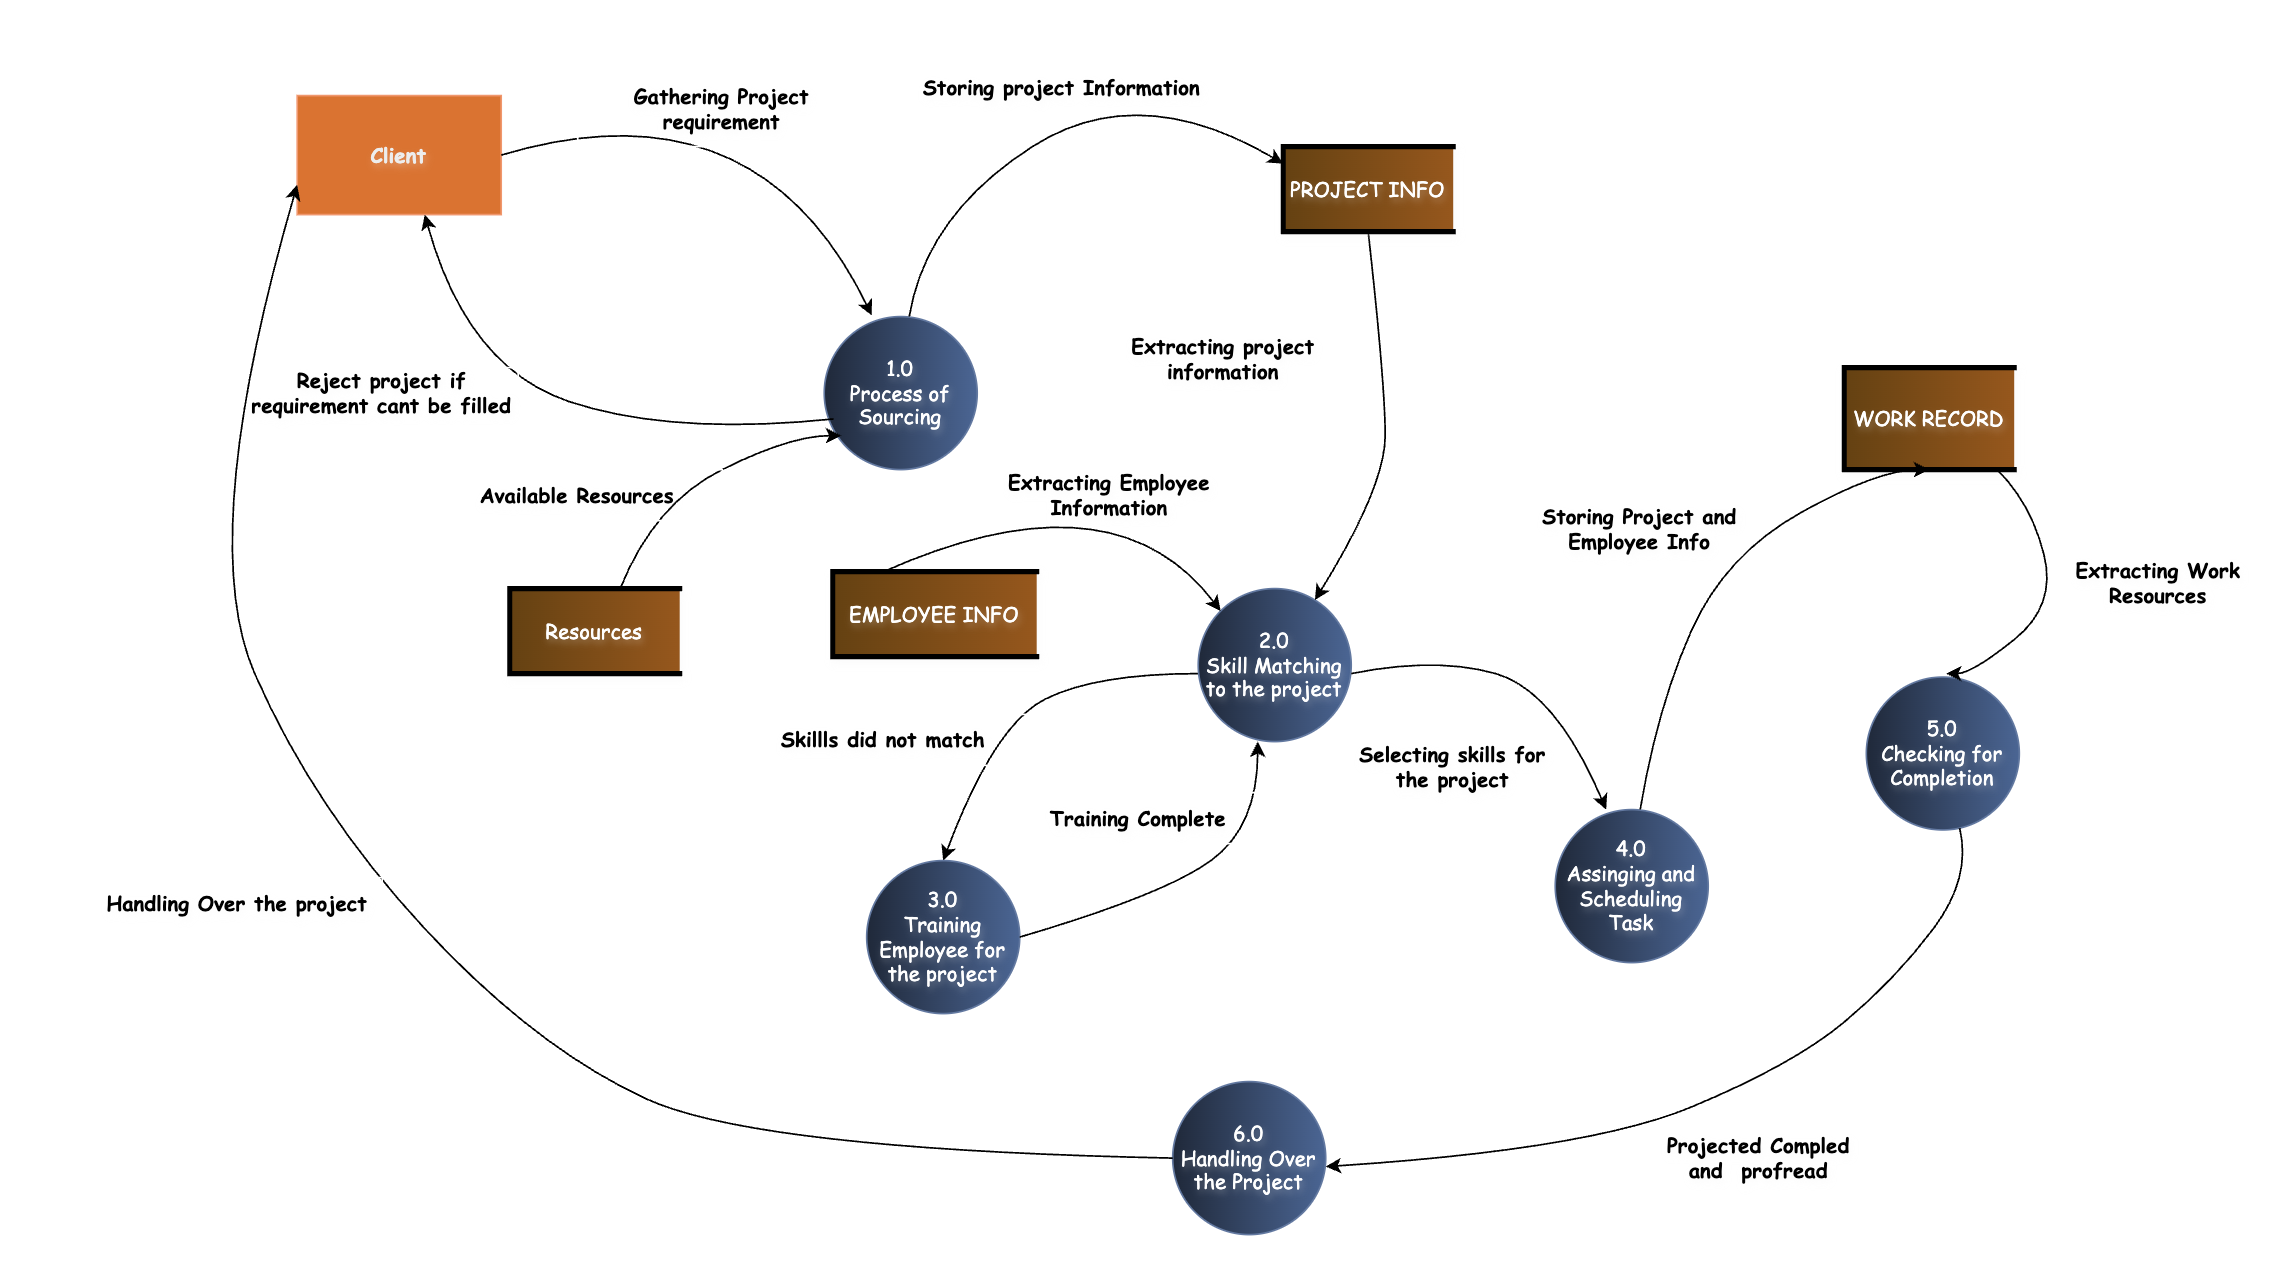 Client
Gathering Project
requirement
Storing project Information
PROJECT INFO
1.0
Process of
Sourcing
Reject project if
requirement cant be filled
Extracting project
information
WORK RECORD
Available Resources
Extracting Employee
Information
Storing Project and
Employee Info
Extracting Work
Resources
Resources
EMPLOYEE INFO
2.0
Skill Matching
to the project
Skillls did not match
Selecting skills for
the project
5.0
Checking for
Completion
Training Complete
4.0
Assinging and
Scheduling
Task
Handling Over the project
3.0
Training
Employee for
the project
6.0
Handling Over
the Project
Projected Compled
and  profread